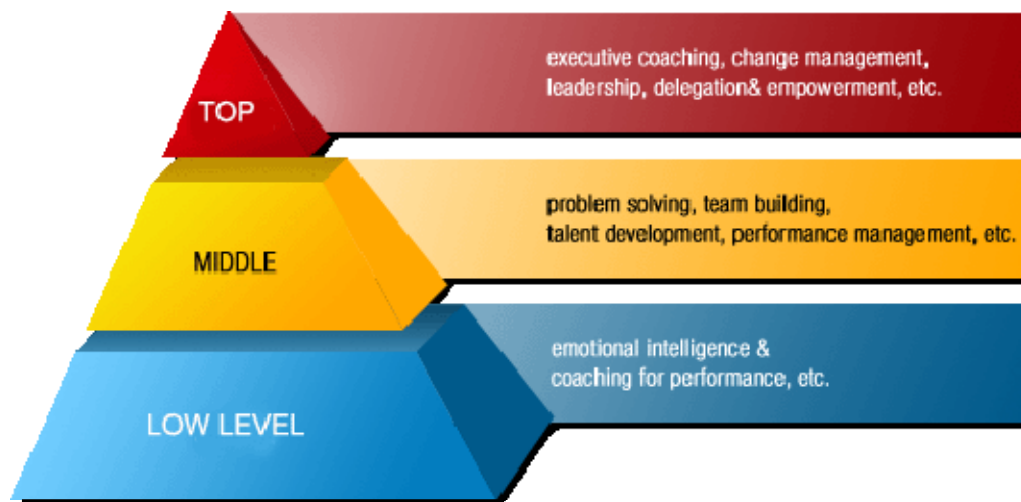 TOP
executive coaching, change management,
leadership, delegation& empowerment, etc.
MIDDLE
problem solving, team building,
talent development, performance management, etc.
LOW LEVEL
emotional intelligence &
coaching for performance, etc.